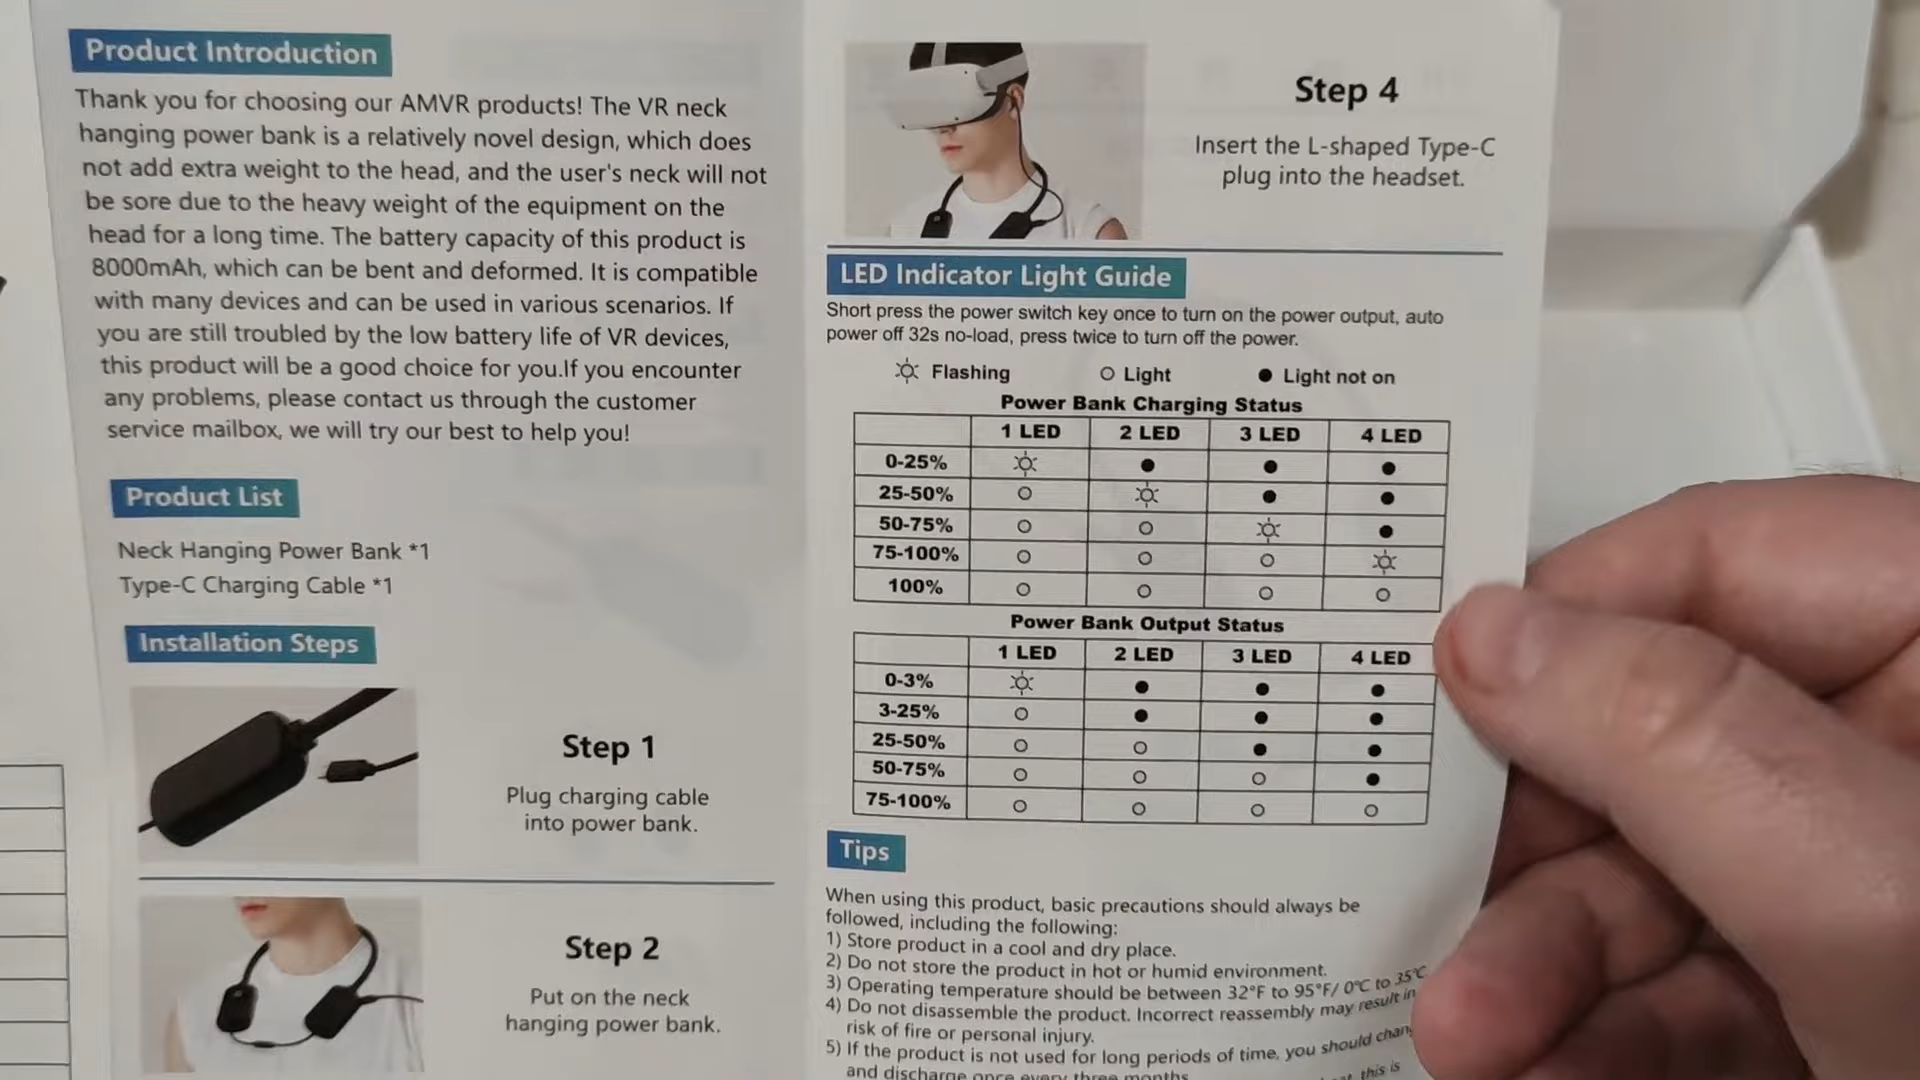 Product Introduction
Thank you for choosing our AMVR products! The VR neck
hanging power bank is a relatively novel design, which does
not add extra weight to the head, and the user's neck will not
be sore due to the heavy weight of the equipment on the
head for a long time. The battery capacity of this product is
8000mAh, which can be bent and deformed. It is compatible
with many devices and can be used in various scenarios. If
you are still troubled by the low battery life of VR devices,
this product will be a good choice for you.If you encounter
any problems, please contact us through the customer
service mailbox, we will try our best to help you!
Product List
Neck Hanging Power Bank *1
Type-C Charging Cable *1
Installation Steps
Step 1
Plug charging cable
into power bank.
Step 2
Put on the neck
hanging power bank.
Step 4
Insert the L-shaped Type-C
plug into the headset.
LED Indicator Light Guide
Short press the power switch key once to turn on the power output, auto
power off 32s no-load, press twice to turn off the power.
Flashing ○ Light ● Light not on
Power Bank Charging Status
1 LED 2 LED 3 LED 4 LED
0-25% ● ● ●
25-50% ○ ● ●
50-75% ○ ○ ●
75-100% ○ ○ ○
100% ○ ○ ○ ○
Power Bank Output Status
1 LED 2 LED 3 LED 4 LED
0-3% ● ● ●
3-25% ○ ● ● ●
25-50% ○ ○ ● ●
50-75% ○ ○ ○ ●
75-100% ○ ○ ○ ○
Tips
When using this product, basic precautions should always be
followed, including the following:
1) Store product in a cool and dry place.
2) Do not store the product in hot or humid environment.
3) Operating temperature should be between 32°F to 95°F/ 0°C to 35°C
4) Do not disassemble the product. Incorrect reassembly may result in
risk of fire or personal injury.
5) If the product is not used for long periods of time, you should
and discharge once every three months
this is